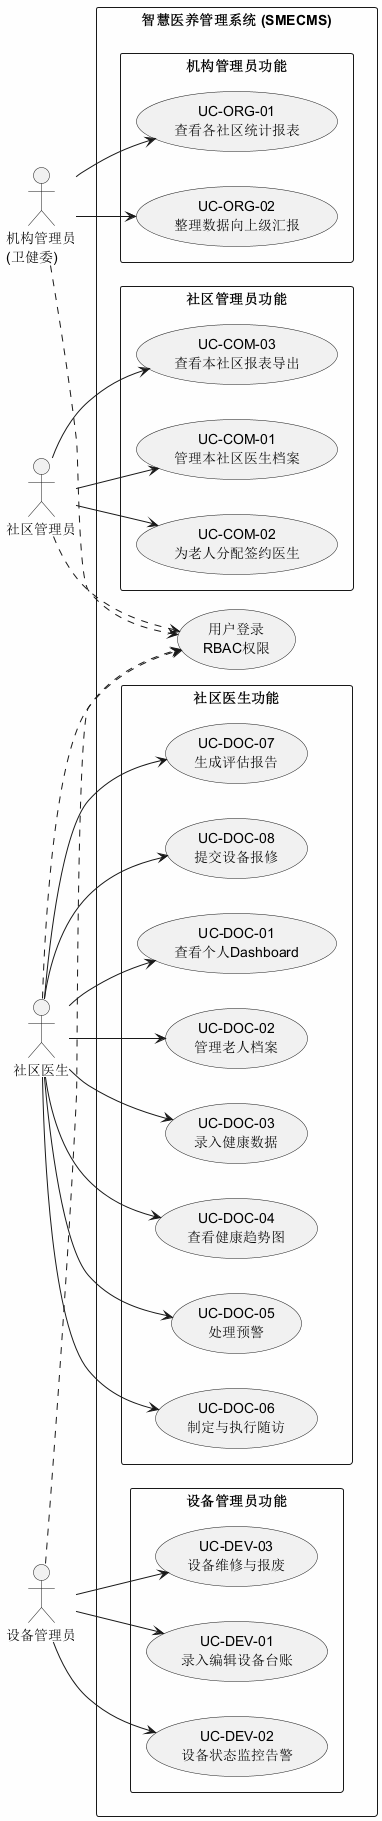 智慧医养管理系统 (SMECMS)
机构管理员功能
UC-ORG-01
查看各社区统计报表
UC-ORG-02
整理数据向上级汇报
机构管理员
(卫健委)
社区管理员功能
UC-COM-03
查看本社区报表导出
UC-COM-01
管理本社区医生档案
UC-COM-02
为老人分配签约医生
社区管理员
用户登录
RBAC权限
社区医生功能
UC-DOC-07
生成评估报告
UC-DOC-08
提交设备报修
UC-DOC-01
查看个人Dashboard
UC-DOC-02
管理老人档案
UC-DOC-03
录入健康数据
UC-DOC-04
查看健康趋势图
UC-DOC-05
处理预警
UC-DOC-06
制定与执行随访
社区医生
设备管理员功能
UC-DEV-03
设备维修与报废
UC-DEV-01
录入编辑设备台账
UC-DEV-02
设备状态监控告警
设备管理员